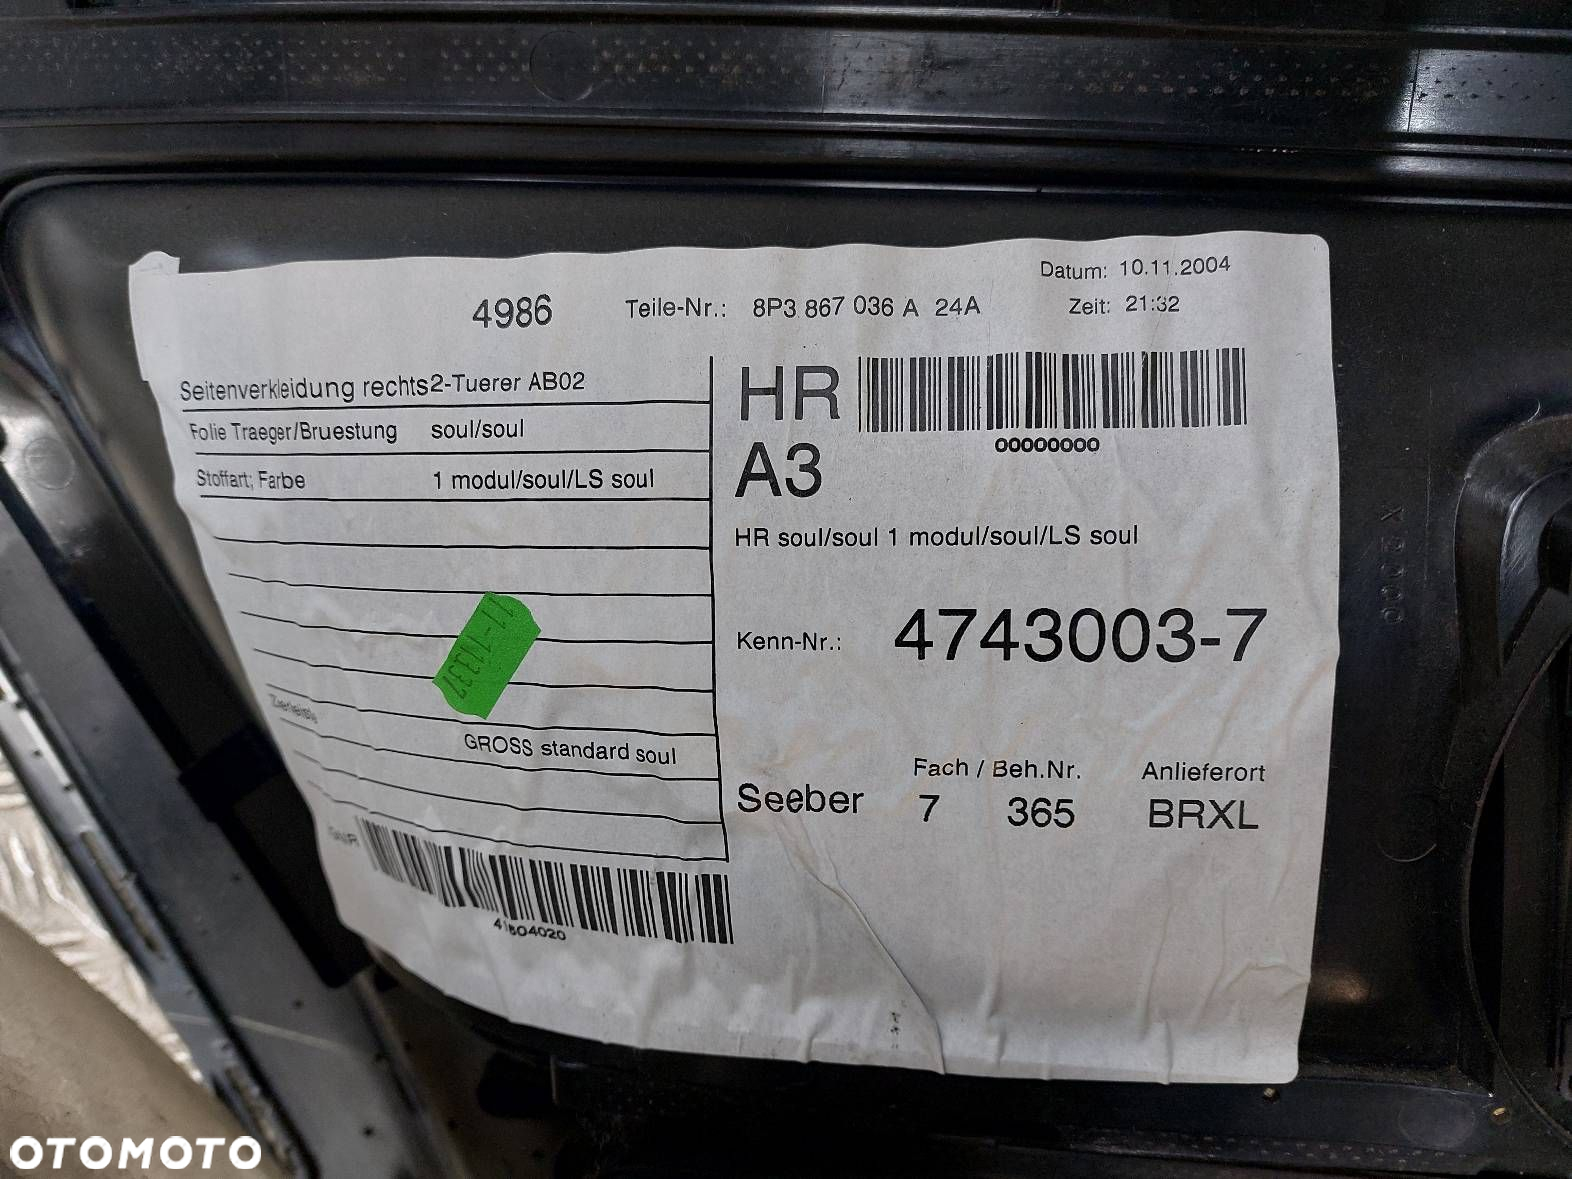 Datum: 10.11.2004
4986 Teile-Nr.: 8P3 867 036 A 24A Zeit: 21:32
Seitenverkleidung rechts2-Tuerer AB02
Folie Traeger/Bruestung soul/soul
Stoffart; Farbe 1 modul/soul/LS soul
GROSS standard soul
HR
A3
00000000
HR soul/soul 1 modul/soul/LS soul
Kenn-Nr.: 4743003-7
Fach / Beh.Nr. Anlieferort
Seeber 7 365 BRXL
OTOMOTO